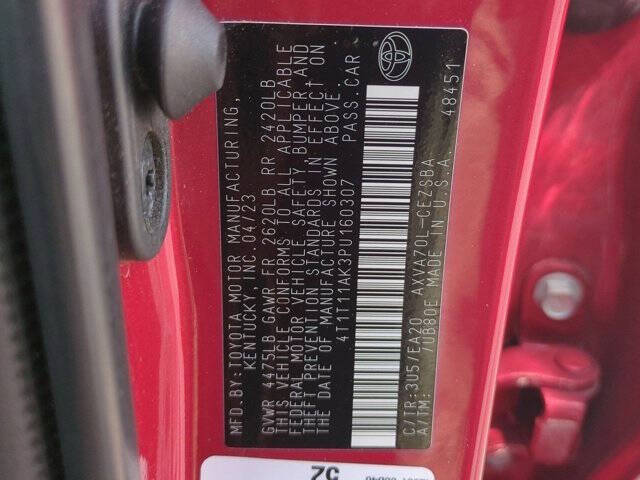 MFD.BY:TOYOTA MOTOR MANUFACTURING,
KENTUCKY, INC. 04/23
GVWR 4475LB GAWR FR 2620LB RR 2420LB
THIS VEHICLE CONFORMS TO ALL APPLICABLE
FEDERAL MOTOR VEHICLE SAFETY, BUMPER, AND
THEFT PREVENTION STANDARDS IN EFFECT ON
THE DATE OF MANUFACTURE SHOWN ABOVE.
4T1T11AK3PU160307 PASS.CAR
C/TR:3U5/EA20 AXVA70L-CEZSBA
A/TM: /UB80E MADE IN U.S.A. 48451
52